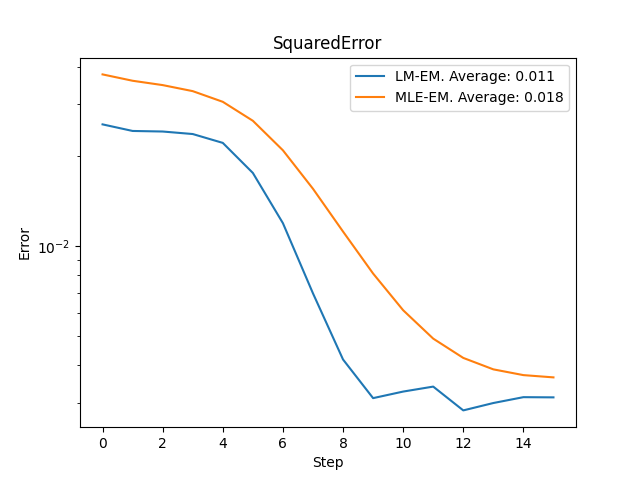 SquaredError
LM-EM. Average: 0.011
MLE-EM. Average: 0.018
Error
10⁻²
0 2 4 6 8 10 12 14
Step